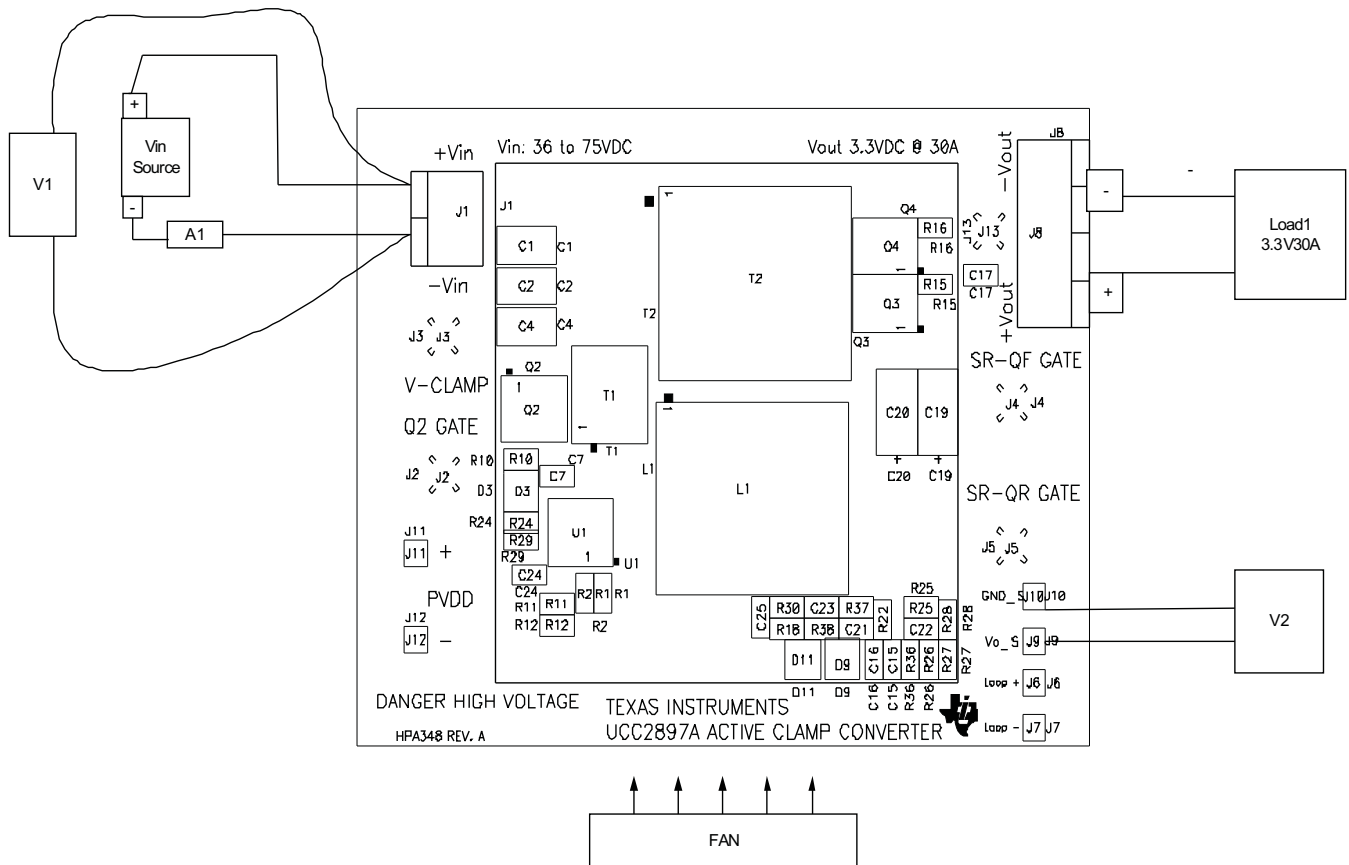 V1
+
Vin
Source
-
A1
+Vin
J1
-Vin
Vin: 36 to 75VDC
Vout 3.3VDC @ 30A
J1
C1
C1
C2
C2
C4
C4
J3
J3
V-CLAMP
Q2 GATE
J2
J2
J11
J11
+
PVDD
J12
J12
-
DANGER HIGH VOLTAGE
HPA348 REV. A
TEXAS INSTRUMENTS
UCC2897A ACTIVE CLAMP CONVERTER
1
T2
T2
Q4
Q4
1
R16
R16
Q3
1
Q3
R15
R15
Q2
1
Q2
T1
1
T1
R10
R10
C7
C7
D3
D3
R24
R24
R29
R29
U1
1
U1
C24
C24
R11
R11
R12
R12
R2
R1
R1
R2
1
L1
L1
C20
C19
+
+
C20
C19
C25
R30
C23
R37
R22
R18
R38
C21
R25
R25
C22
R28
R28
D11
D11
D9
D9
C16
C15
R36
R26
R27
R27
C16
C15
R36
R26
J13
J13
C17
C17
-Vout
J8
+Vout
-
+
-
Load1
3.3V30A
SR-QF GATE
J4
J4
SR-QR GATE
J5
J5
GND_S
J10
J10
Vo_S
J9
J9
Loop +
J6
J6
Loop -
J7
J7
V2
FAN